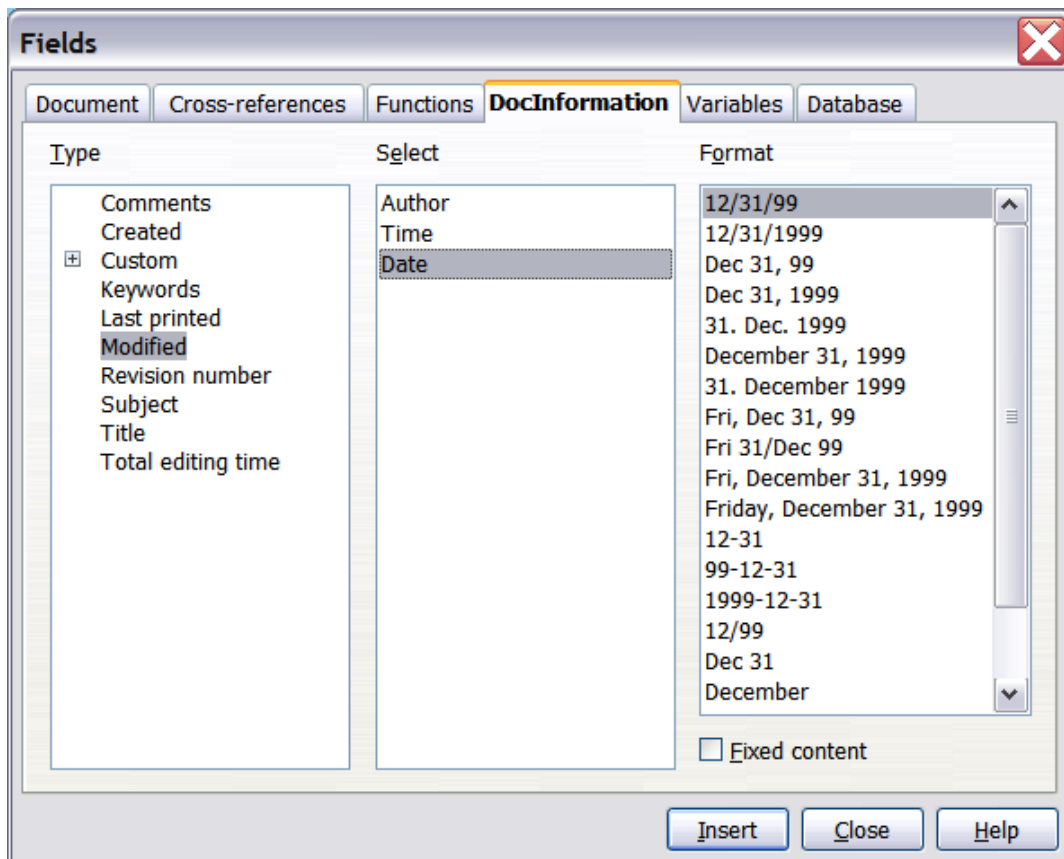 Fields
Document Cross-references Functions DocInformation Variables Database
Type
Comments
Created
Custom
Keywords
Last printed
Modified
Revision number
Subject
Title
Total editing time
Select
Author
Time
Date
Format
12/31/99
12/31/1999
Dec 31, 99
Dec 31, 1999
31. Dec. 1999
December 31, 1999
31. December 1999
Fri, Dec 31, 99
Fri 31/Dec 99
Fri, December 31, 1999
Friday, December 31, 1999
12-31
99-12-31
1999-12-31
12/99
Dec 31
December
Fixed content
Insert Close Help